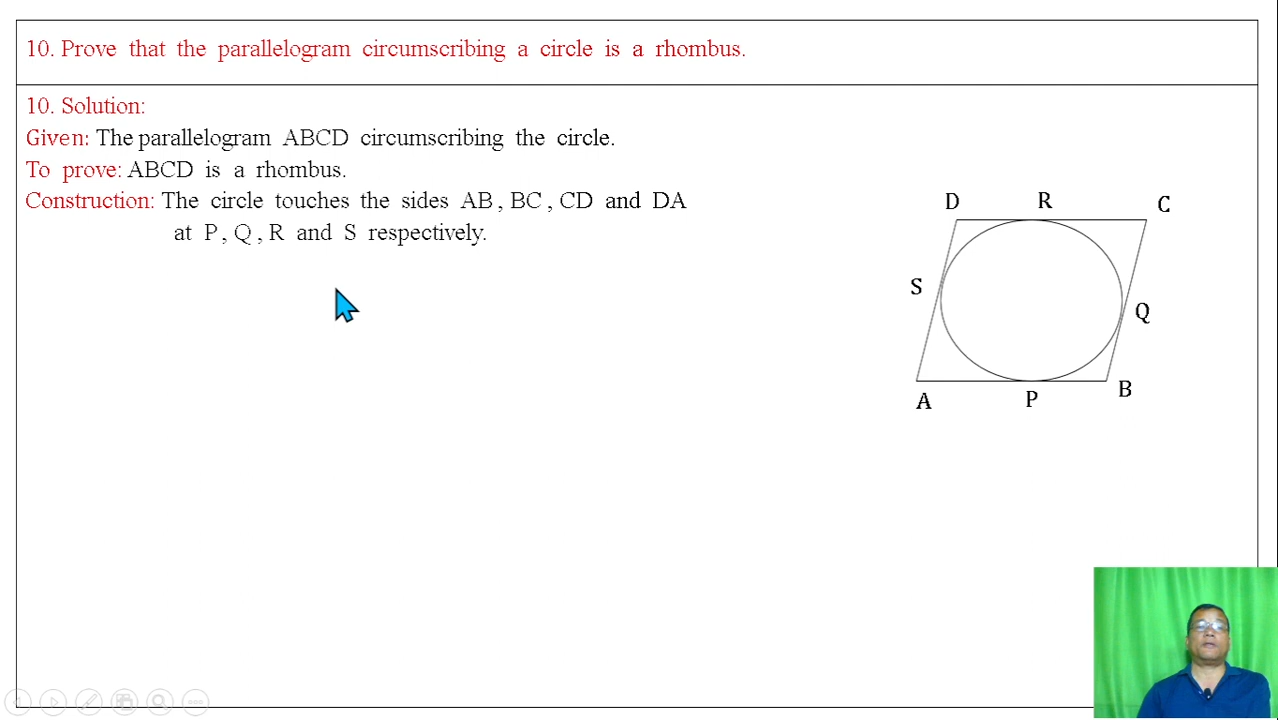 10. Prove that the parallelogram circumscribing a circle is a rhombus.
10. Solution:
Given: The parallelogram ABCD circumscribing the circle.
To prove: ABCD is a rhombus.
Construction: The circle touches the sides AB , BC , CD and DA
at P , Q , R and S respectively.
D R C
S
Q
A P B